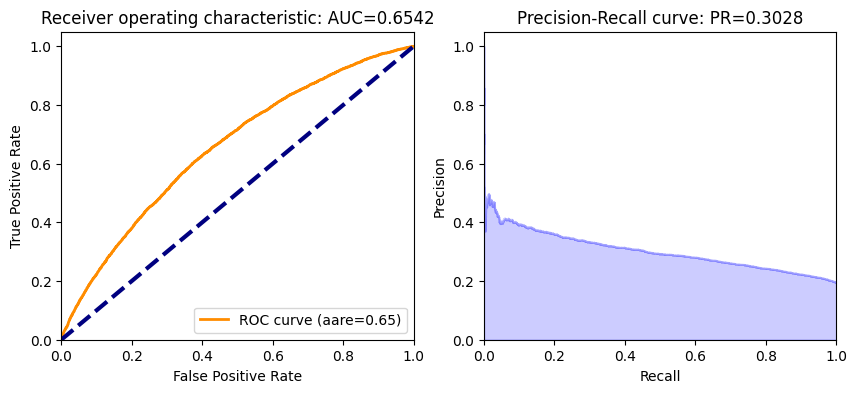 Receiver operating characteristic: AUC=0.6542
True Positive Rate
1.0
0.8
0.6
0.4
0.2
0.0
ROC curve (aare=0.65)
0.0 0.2 0.4 0.6 0.8 1.0
False Positive Rate
Precision-Recall curve: PR=0.3028
Precision
1.0
0.8
0.6
0.4
0.2
0.0
0.0 0.2 0.4 0.6 0.8 1.0
Recall